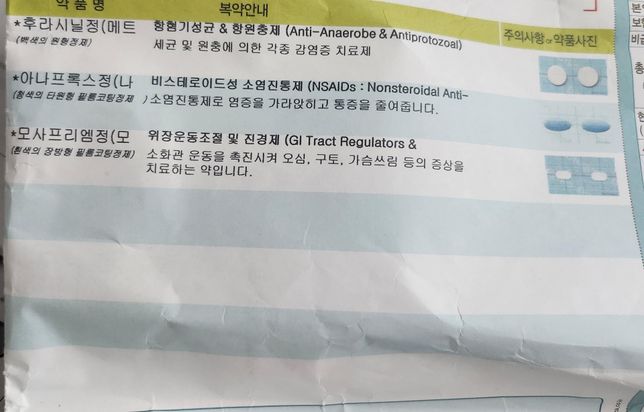 약 품 명 복약안내
주의사항 or 약품사진
*후라시닐정(메트 항혐기성균 & 항원충제 (Anti-Anaerobe & Antiprotozoal)
(백색의 원형정제) 세균 및 원충에 의한 각종 감염증 치료제
*아나프록스정(나 비스테로이드성 소염진통제 (NSAIDs : Nonsteroidal Anti-
(청색의 타원형 필름코팅정제 ) 소염진통제로 염증을 가라앉히고 통증을 줄여줍니다.
*모사프리엠정(모 위장운동조절 및 진경제 (GI Tract Regulators &
(흰색의 장방형 필름코팅정제) 소화관 운동을 촉진시켜 오심, 구토, 가슴쓰림 등의 증상을
치료하는 약입니다.